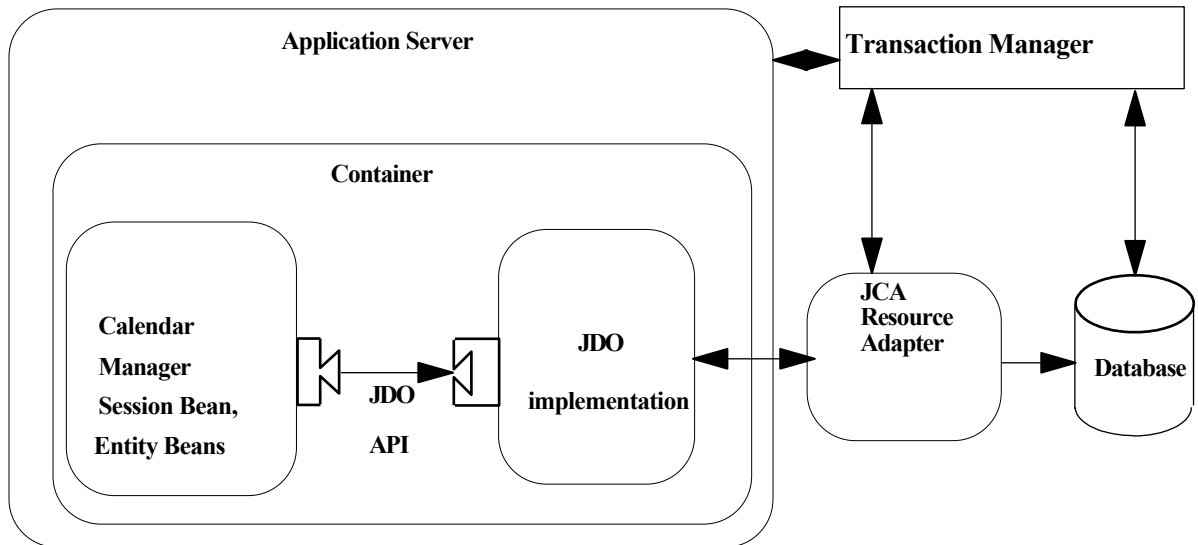 Application Server
Transaction Manager
Container
Calendar
Manager
Session Bean,
Entity Beans
JDO
API
JDO
implementation
JCA
Resource
Adapter
Database